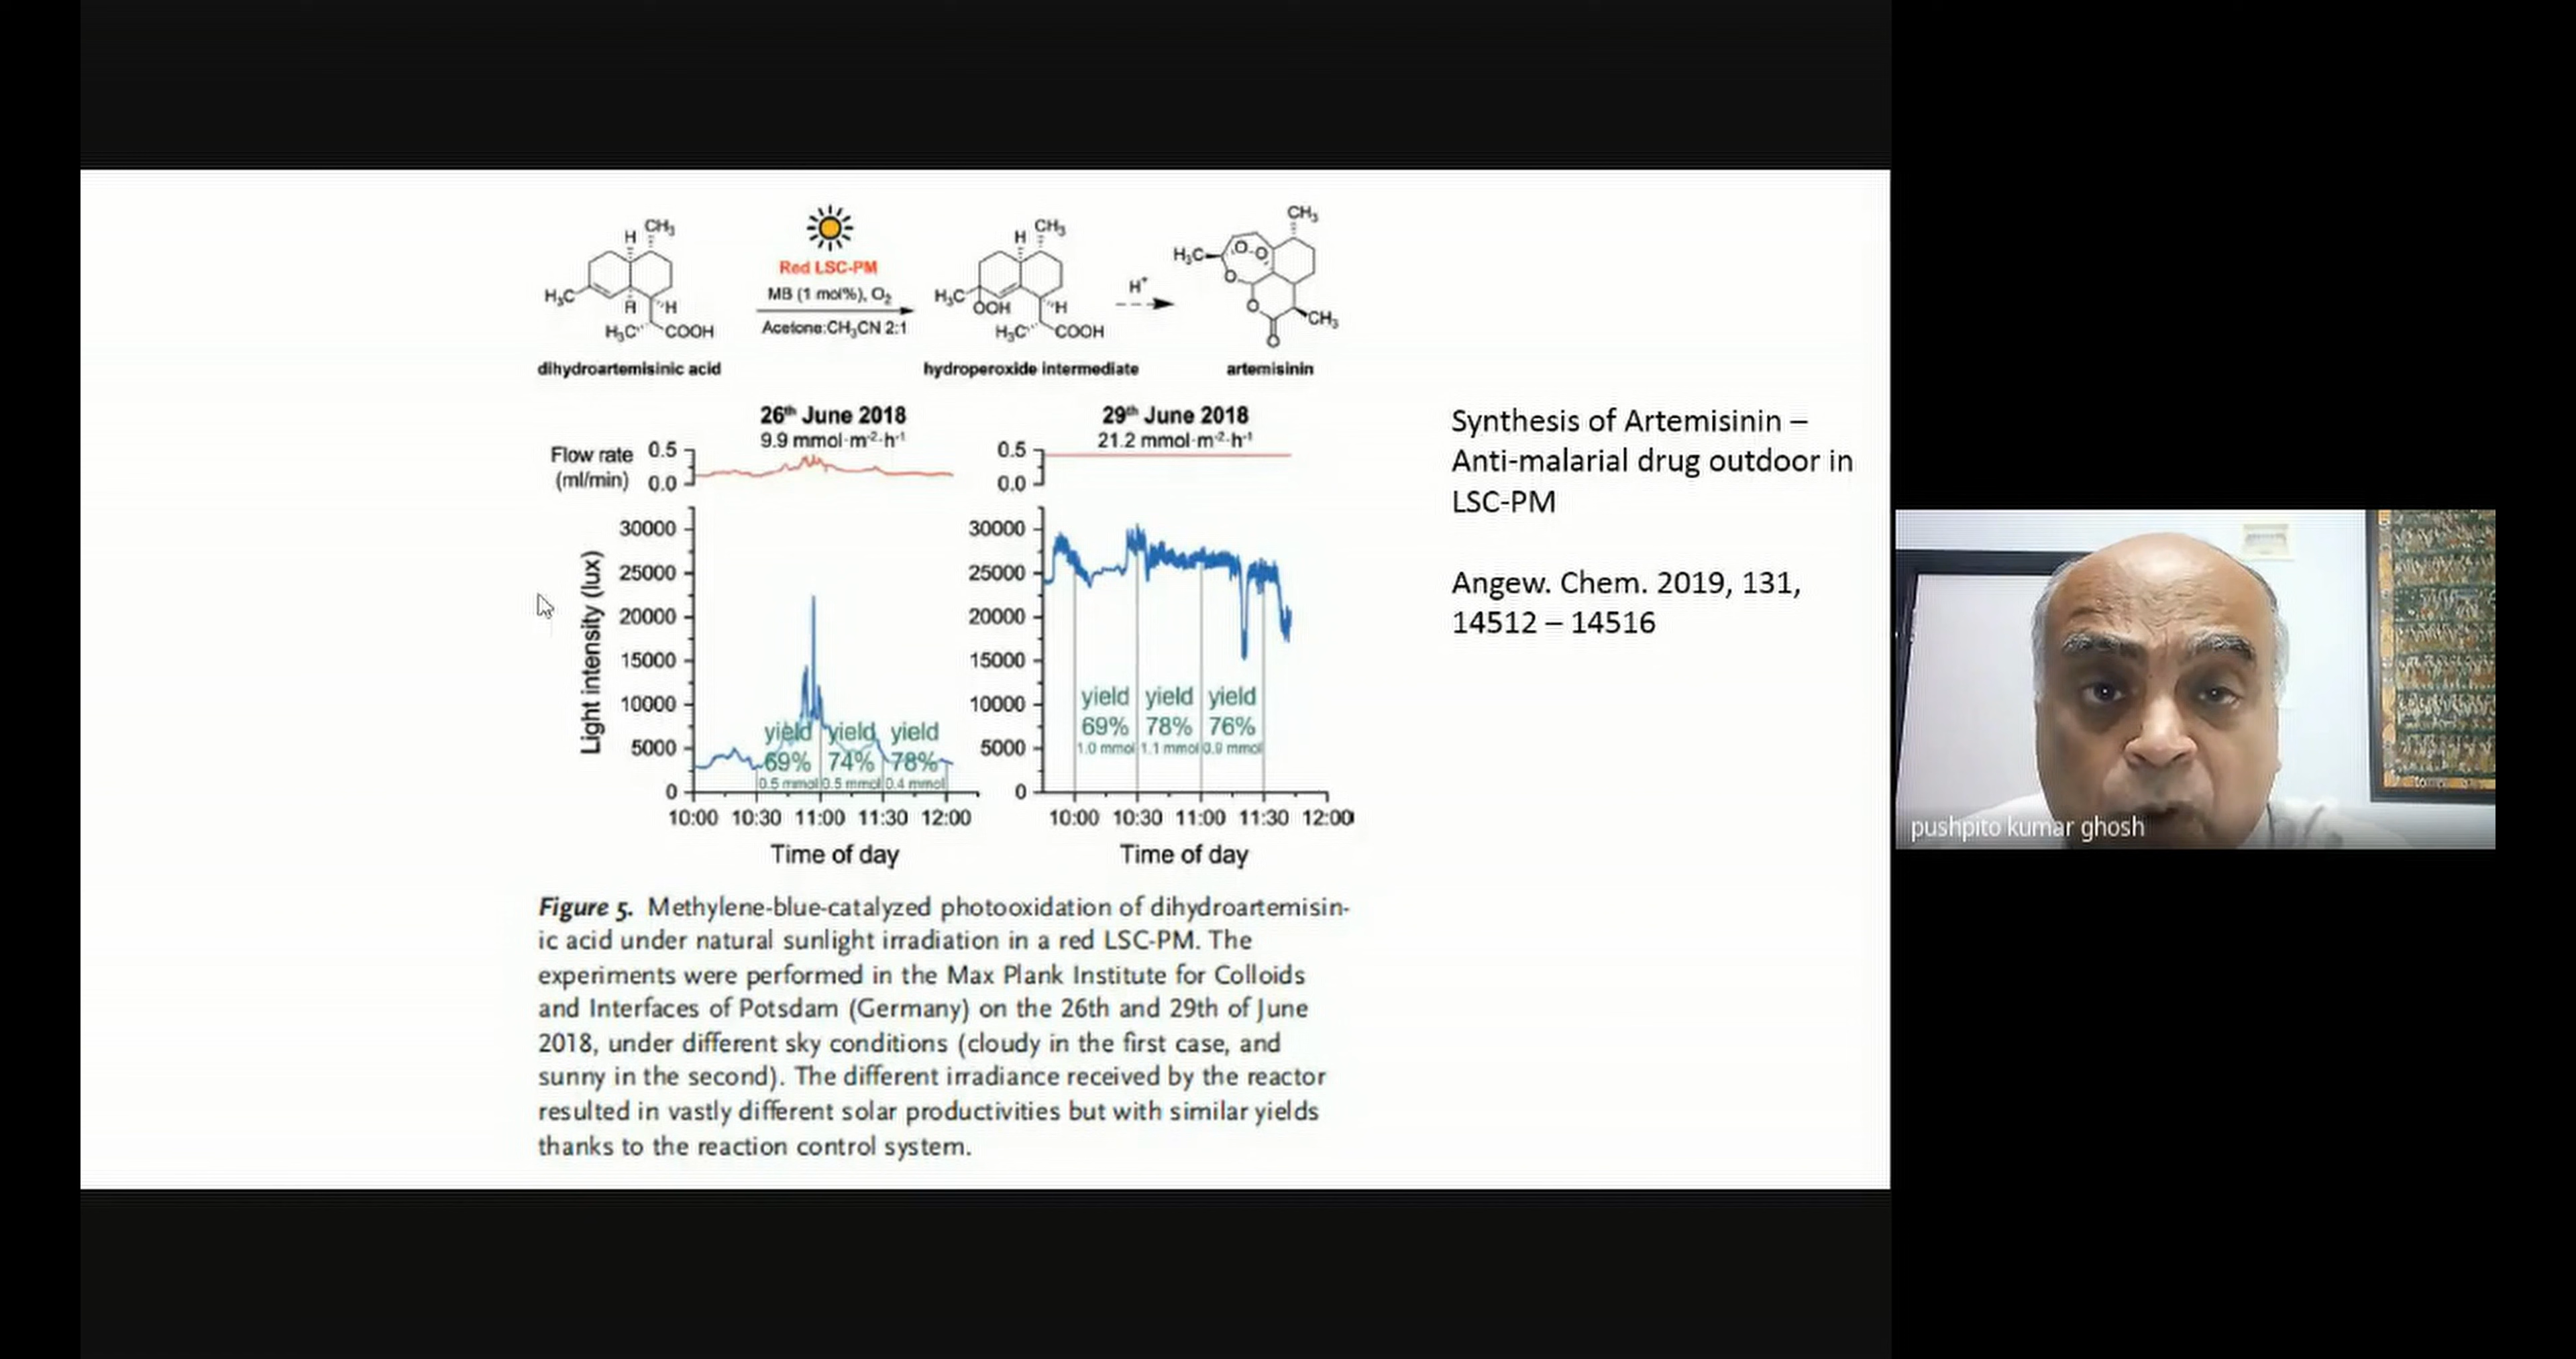 H
CH3
H3C
H
H
H3C
COOH
dihydroartemisinic acid
Red LSC-PM
MB (1 mol%), O2
Acetone:CH3CN 2:1
H
CH3
H3C
OOH
H
H3C
COOH
hydroperoxide intermediate
H+
CH3
H3C
O
O
O
O
O
CH3
artemisinin
26th June 2018
9.9 mmol·m-2·h-1
Flow rate
(ml/min)
0.5
0.0
Light intensity (lux)
30000
25000
20000
15000
10000
5000
0
yield yield yield
69% 74% 78%
0.5 mmol 0.5 mmol 0.4 mmol
10:00 10:30 11:00 11:30 12:00
Time of day
29th June 2018
21.2 mmol·m-2·h-1
0.5
0.0
30000
25000
20000
15000
10000
5000
0
yield yield yield
69% 78% 76%
1.0 mmol 1.1 mmol 0.9 mmol
10:00 10:30 11:00 11:30 12:00
Time of day
Figure 5. Methylene-blue-catalyzed photooxidation of dihydroartemisin-
ic acid under natural sunlight irradiation in a red LSC-PM. The
experiments were performed in the Max Plank Institute for Colloids
and Interfaces of Potsdam (Germany) on the 26th and 29th of June
2018, under different sky conditions (cloudy in the first case, and
sunny in the second). The different irradiance received by the reactor
resulted in vastly different solar productivities but with similar yields
thanks to the reaction control system.
Synthesis of Artemisinin –
Anti-malarial drug outdoor in
LSC-PM
Angew. Chem. 2019, 131,
14512 – 14516
pushpito kumar ghosh